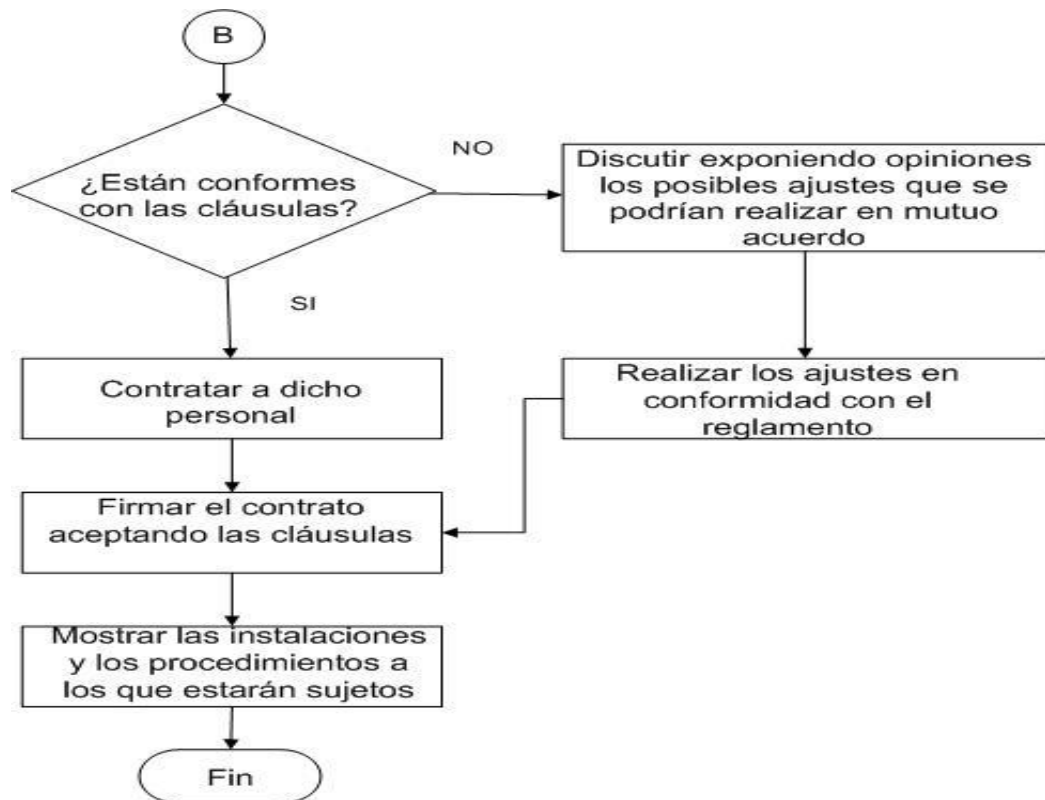 B
¿Están conformes
con las cláusulas?
NO
Discutir exponiendo opiniones
los posibles ajustes que se
podrían realizar en mutuo
acuerdo
SI
Contratar a dicho
personal
Realizar los ajustes en
conformidad con el
reglamento
Firmar el contrato
aceptando las cláusulas
Mostrar las instalaciones
y los procedimientos a
los que estarán sujetos
Fin